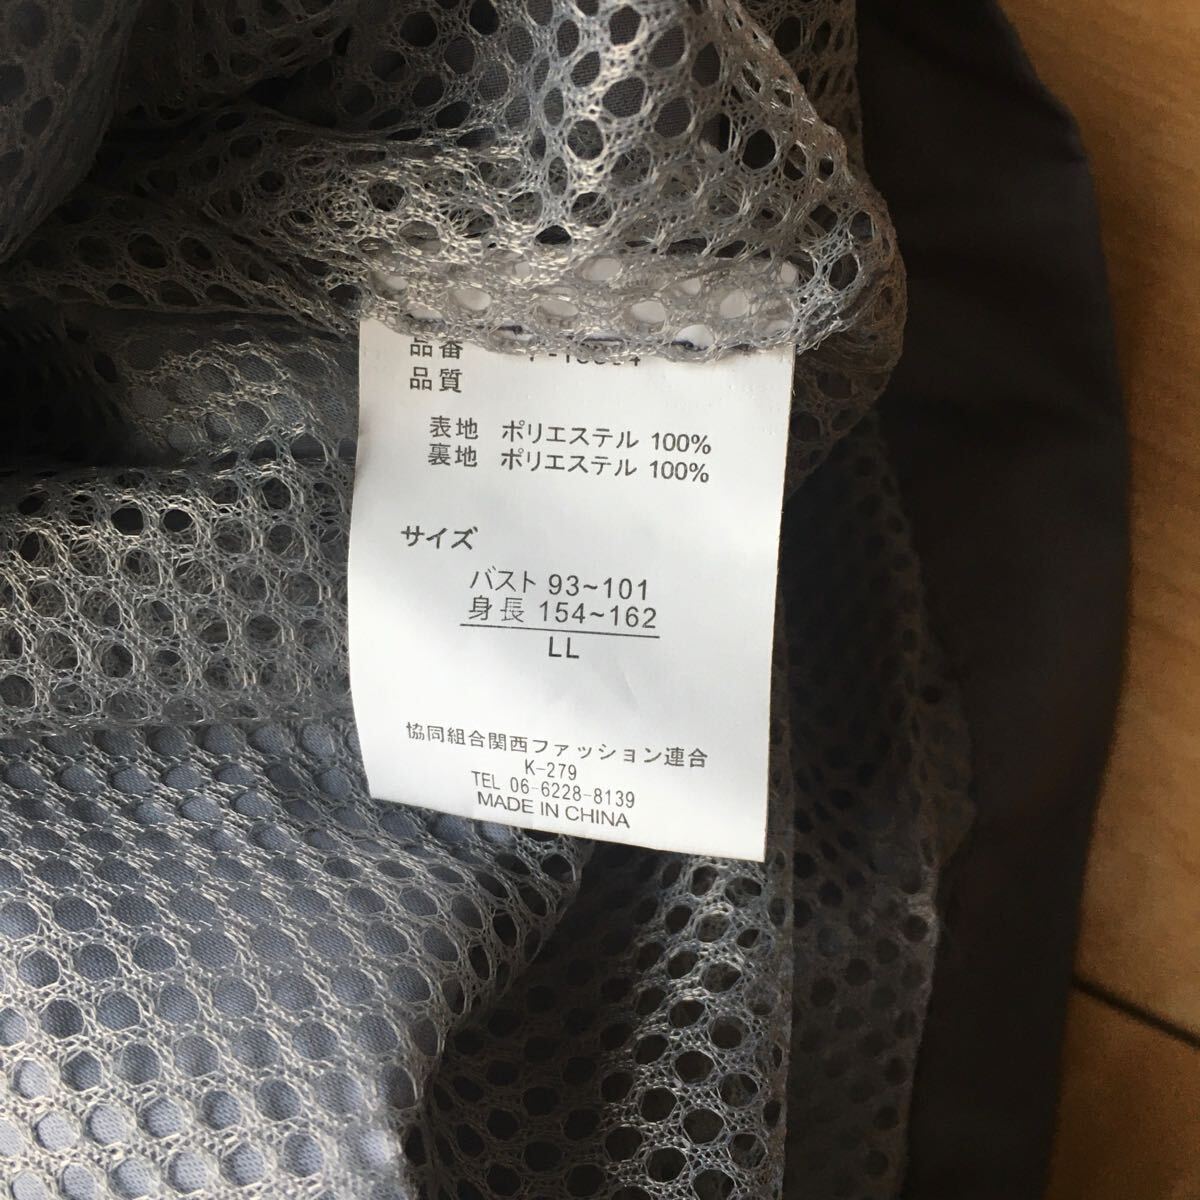 品番
品質
表地 ポリエステル 100%
裏地 ポリエステル 100%
サイズ
バスト 93~101
身長 154~162
LL
協同組合関西ファッション連合
K-279
TEL 06-6228-8139
MADE IN CHINA